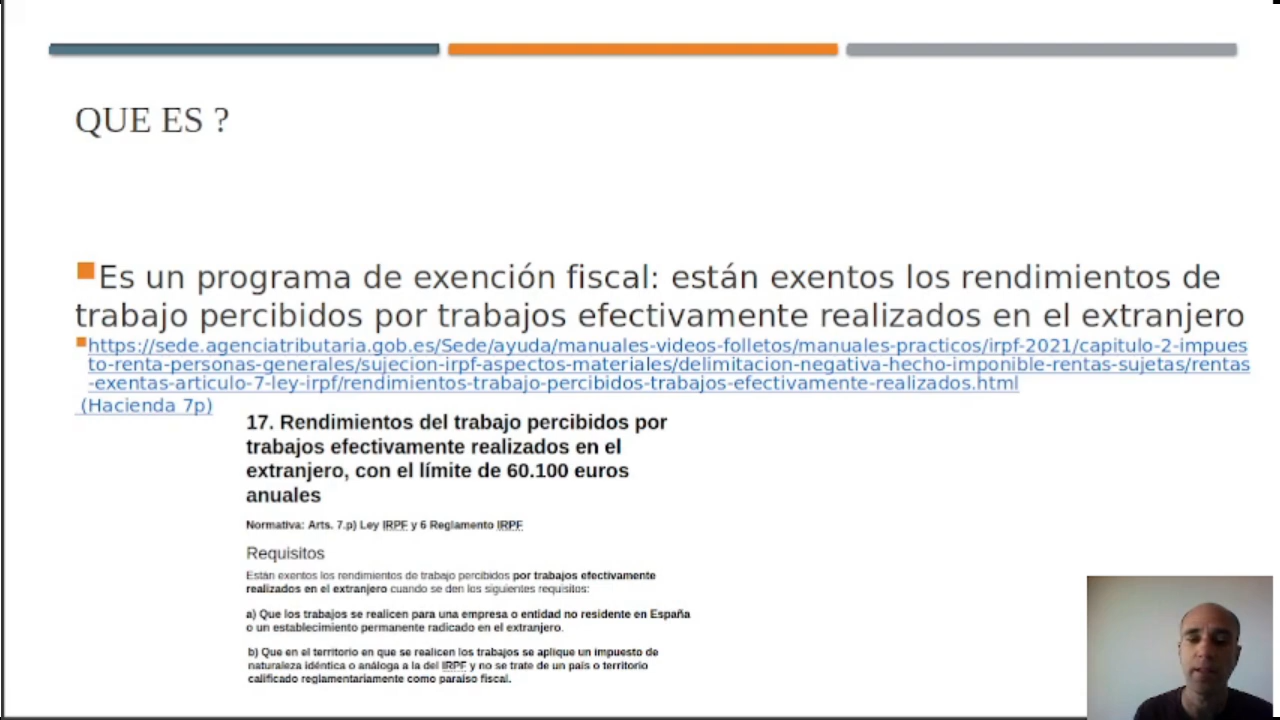 QUE ES ?
Es un programa de exención fiscal: están exentos los rendimientos de
trabajo percibidos por trabajos efectivamente realizados en el extranjero
https://sede.agenciatributaria.gob.es/Sede/ayuda/manuales-videos-folletos/manuales-practicos/irpf-2021/capitulo-2-impues
to-renta-personas-generales/sujecion-irpf-aspectos-materiales/delimitacion-negativa-hecho-imponible-rentas-sujetas/rentas
-exentas-articulo-7-ley-irpf/rendimientos-trabajo-percibidos-trabajos-efectivamente-realizados.html
(Hacienda 7p)
17. Rendimientos del trabajo percibidos por
trabajos efectivamente realizados en el
extranjero, con el límite de 60.100 euros
anuales
Normativa: Arts. 7.p) Ley IRPF y 6 Reglamento IRPF
Requisitos
Están exentos los rendimientos de trabajo percibidos por trabajos efectivamente
realizados en el extranjero cuando se den los siguientes requisitos:
a) Que los trabajos se realicen para una empresa o entidad no residente en España
o un establecimiento permanente radicado en el extranjero.
b) Que en el territorio en que se realicen los trabajos se aplique un impuesto de
naturaleza idéntica o análoga a la del IRPF y no se trate de un país o territorio
calificado reglamentariamente como paraíso fiscal.